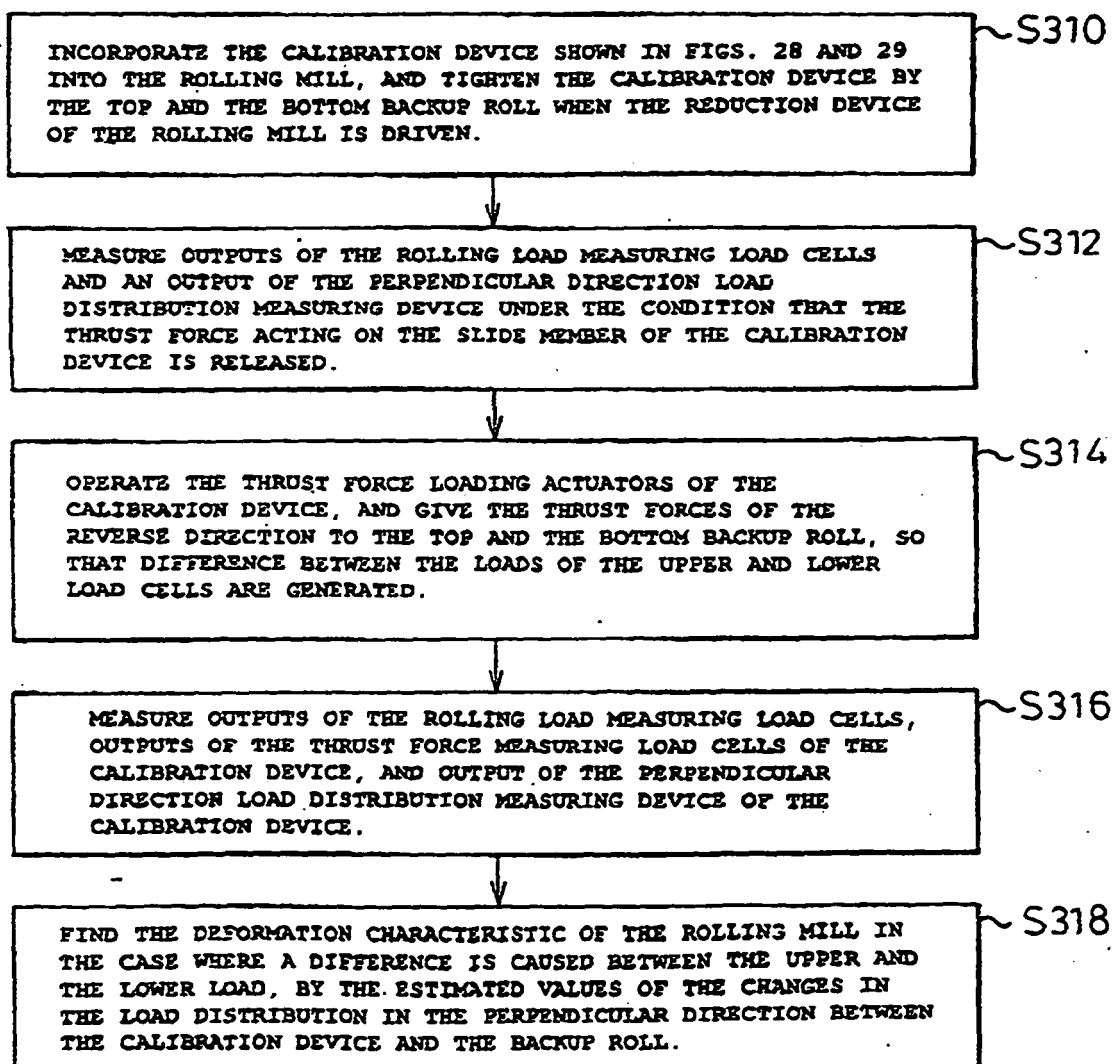 INCORPORATE THE CALIBRATION DEVICE SHOWN IN FIGS. 28 AND 29
INTO THE ROLLING MILL, AND TIGHTEN THE CALIBRATION DEVICE BY
THE TOP AND THE BOTTOM BACKUP ROLL WHEN THE REDUCTION DEVICE
OF THE ROLLING MILL IS DRIVEN.
S310
MEASURE OUTPUTS OF THE ROLLING LOAD MEASURING LOAD CELLS
AND AN OUTPUT OF THE PERPENDICULAR DIRECTION LOAD
DISTRIBUTION MEASURING DEVICE UNDER THE CONDITION THAT THE
THRUST FORCE ACTING ON THE SLIDE MEMBER OF THE CALIBRATION
DEVICE IS RELEASED.
S312
OPERATE THE THRUST FORCE LOADING ACTUATORS OF THE
CALIBRATION DEVICE, AND GIVE THE THRUST FORCES OF THE
REVERSE DIRECTION TO THE TOP AND THE BOTTOM BACKUP ROLL, SO
THAT DIFFERENCE BETWEEN THE LOADS OF THE UPPER AND LOWER
LOAD CELLS ARE GENERATED.
S314
MEASURE OUTPUTS OF THE ROLLING LOAD MEASURING LOAD CELLS,
OUTPUTS OF THE THRUST FORCE MEASURING LOAD CELLS OF THE
CALIBRATION DEVICE, AND OUTPUT OF THE PERPENDICULAR
DIRECTION LOAD DISTRIBUTION MEASURING DEVICE OF THE
CALIBRATION DEVICE.
S316
FIND THE DEFORMATION CHARACTERISTIC OF THE ROLLING MILL IN
THE CASE WHERE A DIFFERENCE IS CAUSED BETWEEN THE UPPER AND
THE LOWER LOAD, BY THE ESTIMATED VALUES OF THE CHANGES IN
THE LOAD DISTRIBUTION IN THE PERPENDICULAR DIRECTION BETWEEN
THE CALIBRATION DEVICE AND THE BACKUP ROLL.
S318